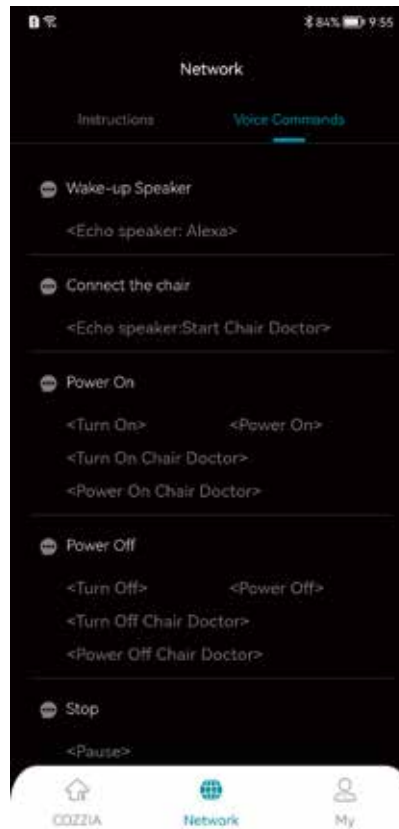 84% 9:55
Network
Instructions Voice Commands
Wake-up Speaker
<Echo speaker: Alexa>
Connect the chair
<Echo speaker:Start Chair Doctor>
Power On
<Turn On> <Power On>
<Turn On Chair Doctor>
<Power On Chair Doctor>
Power Off
<Turn Off> <Power Off>
<Turn Off Chair Doctor>
<Power Off Chair Doctor>
Stop
<Pause>
COZZIA Network My